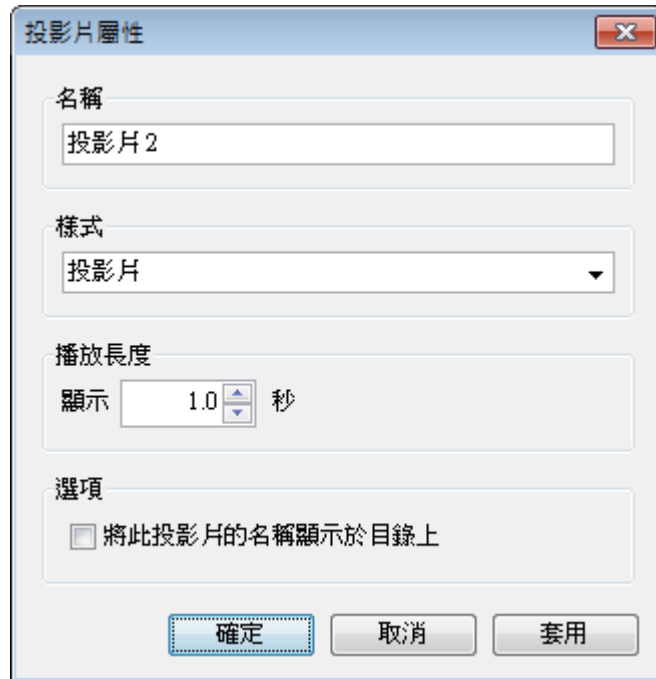 投影片屬性
名稱
投影片2
樣式
投影片
播放長度
顯示 1.0 秒
選項
將此投影片的名稱顯示於目錄上
確定 取消 套用